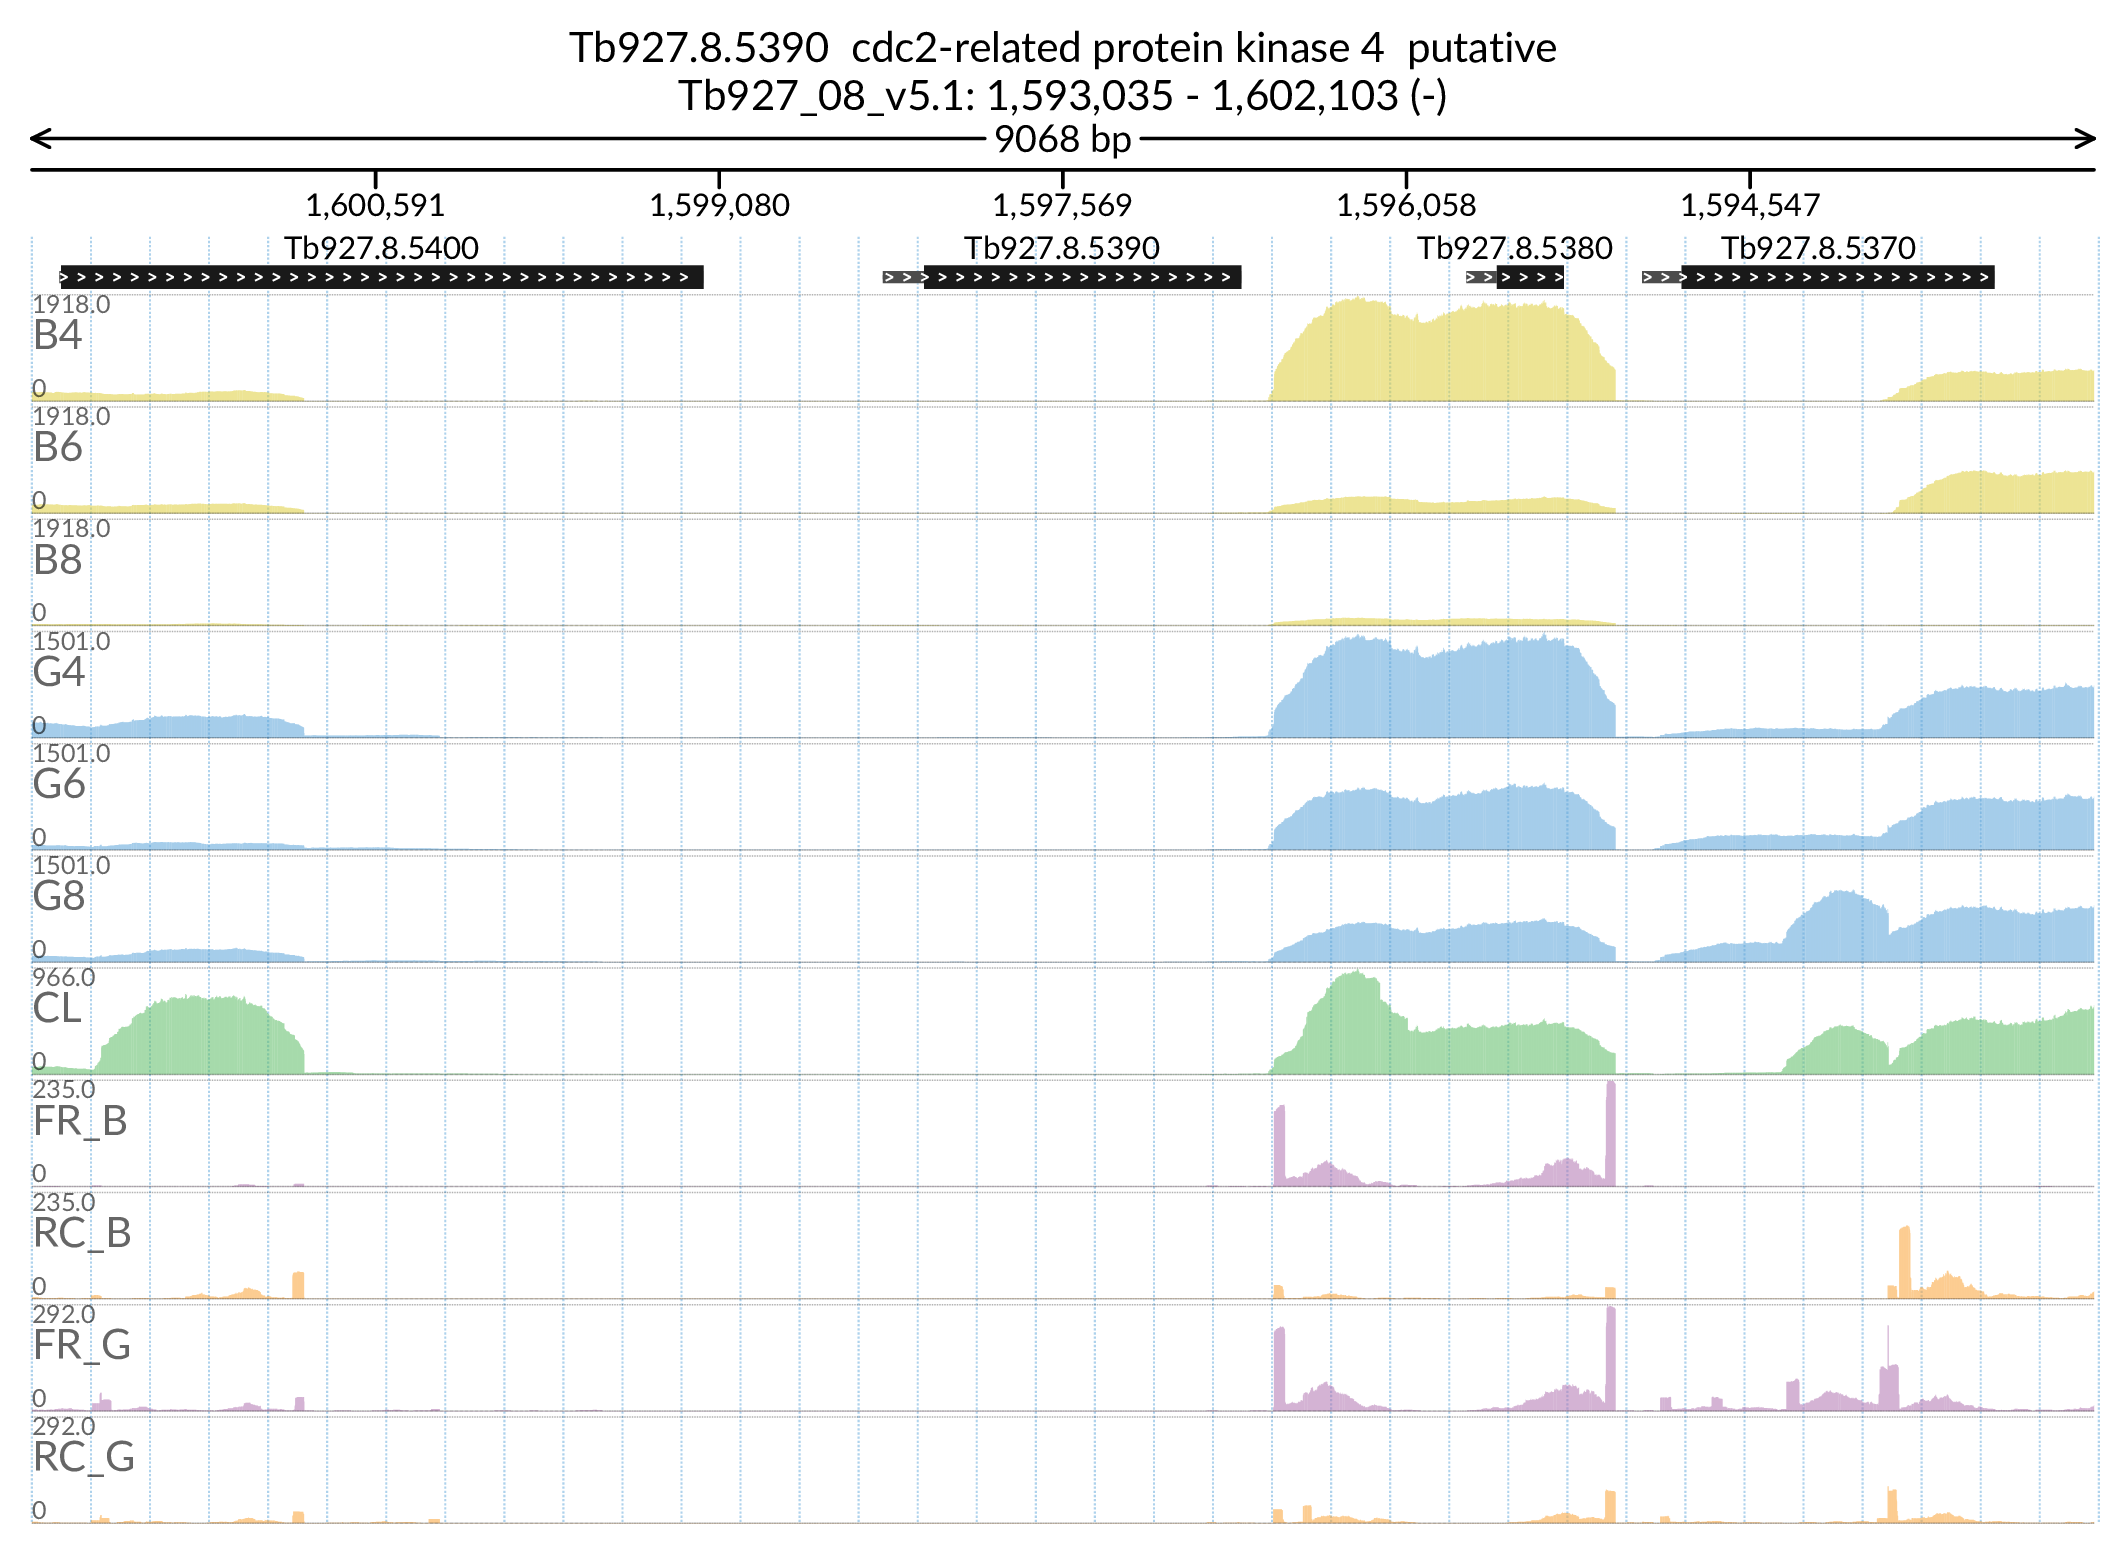 Tb927.8.5390 cdc2-related protein kinase 4 putative
Tb927_08_v5.1: 1,593,035 - 1,602,103 (-)
9068 bp
1,600,591 1,599,080 1,597,569 1,596,058 1,594,547
Tb927.8.5400 Tb927.8.5390 Tb927.8.5380 Tb927.8.5370
1918.0
B4
0
1918.0
B6
0
1918.0
B8
0
1501.0
G4
0
1501.0
G6
0
1501.0
G8
0
966.0
CL
0
235.0
FR_B
0
235.0
RC_B
0
292.0
FR_G
0
292.0
RC_G
0